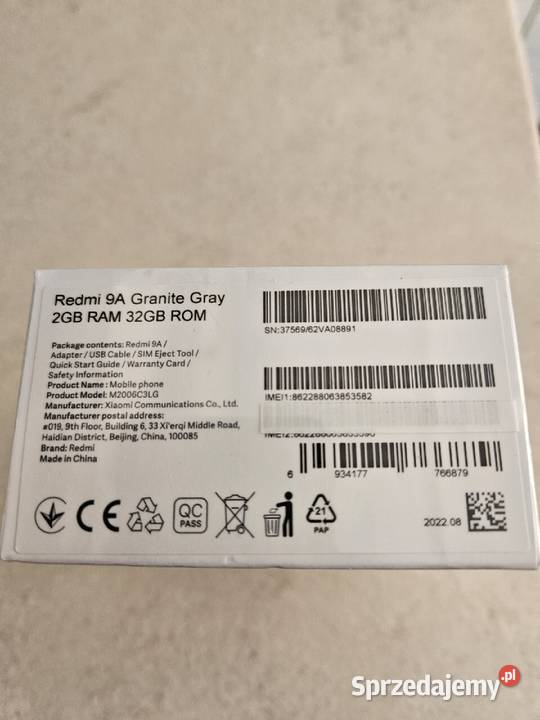 Redmi 9A Granite Gray
2GB RAM 32GB ROM
Package contents: Redmi 9A /
Adapter / USB Cable / SIM Eject Tool /
Quick Start Guide / Warranty Card /
Safety Information
Product Name : Mobile phone
Product Model: M2006C3LG
Manufacturer: Xiaomi Communications Co., Ltd.
Manufacturer postal address:
#019, 9th Floor, Building 6, 33 Xi'erqi Middle Road,
Haidian District, Beijing, China, 100085
Brand: Redmi
Made in China
SN:37569/62VA08891
IMEI1:862288063853582
6 934177 766879
CE
QC
PASS
21
PAP
2022.08
Sprzedajemy.pl